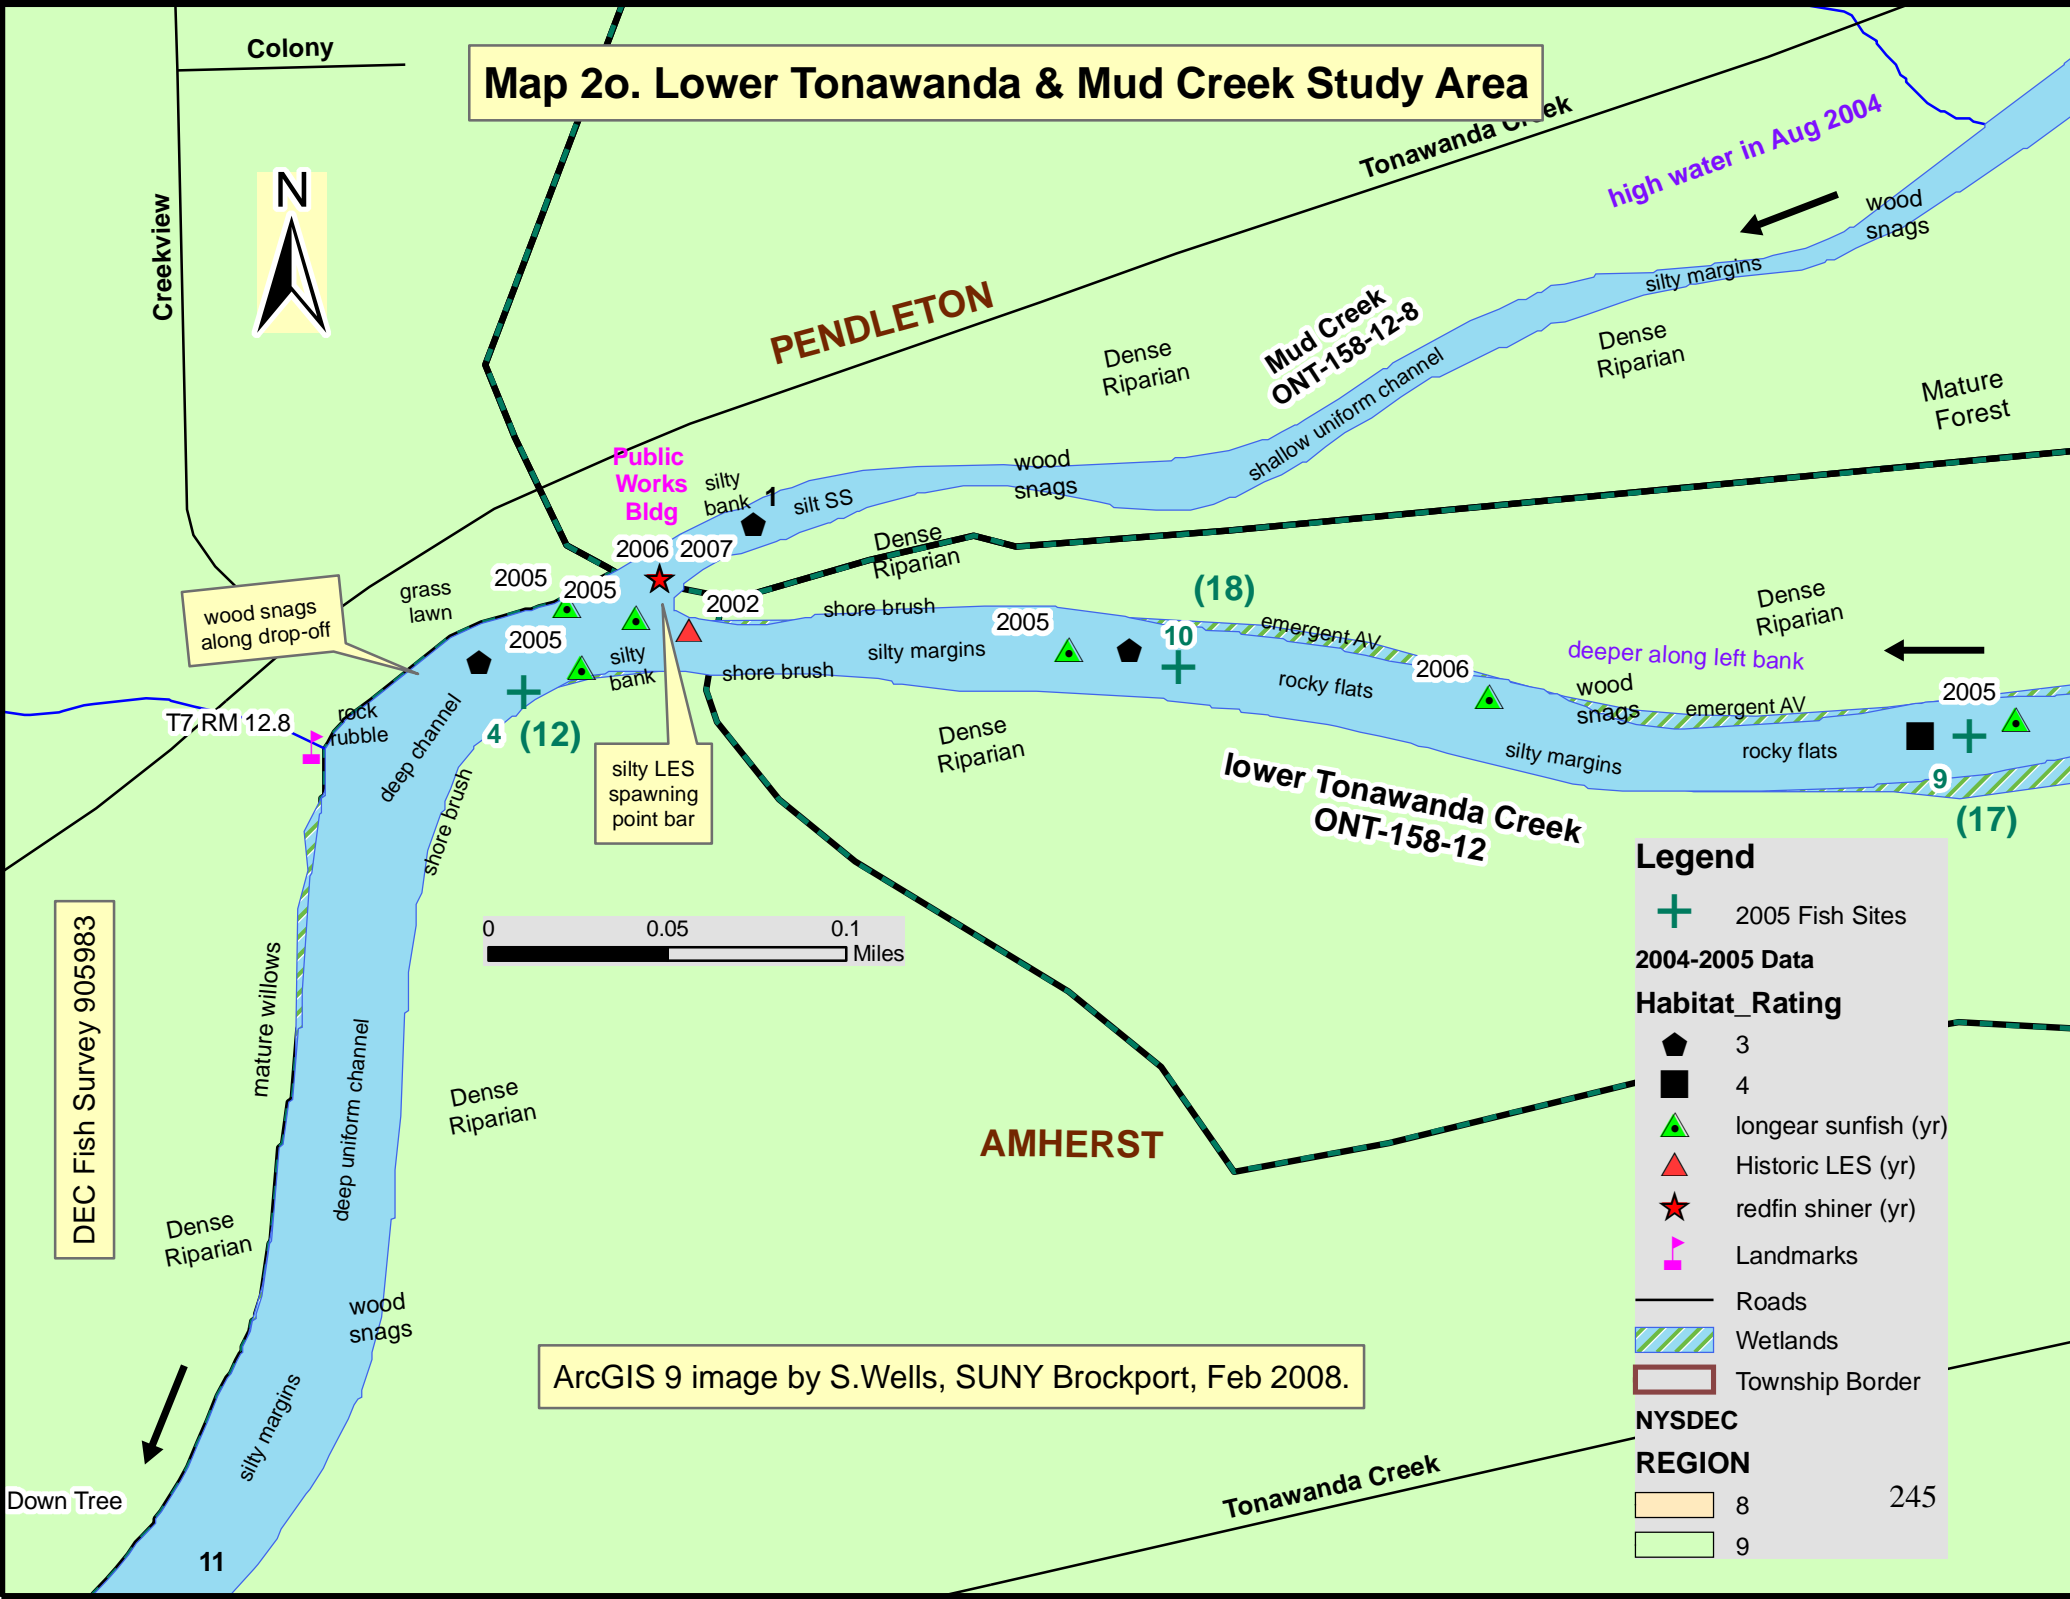 Colony
Map 2o. Lower Tonawanda & Mud Creek Study Area
Tonawanda Creek
high water in Aug 2004
N
Creekview
wood
snags
silty margins
PENDLETON
Mud Creek
ONT-158-12-8
Dense
Riparian
Dense
Riparian
shallow uniform channel
Mature
Forest
Public
Works
Bldg
silty
bank
1
silt SS
wood
snags
2006
2007
Dense
Riparian
2005
2005
grass
lawn
wood snags
along drop-off
2002
shore brush
2005
(18)
10
emergent AV
Dense
Riparian
deeper along left bank
2005
silty
bank
shore brush
silty margins
rocky flats
2006
wood
snags
emergent AV
2005
T7 RM 12.8
rock
rubble
deep channel
4
(12)
silty LES
spawning
point bar
Dense
Riparian
silty margins
rocky flats
9
(17)
shore brush
lower Tonawanda Creek
ONT-158-12
0
0.05
0.1
Miles
DEC Fish Survey 905983
mature willows
deep uniform channel
Dense
Riparian
AMHERST
Dense
Riparian
wood
snags
silty margins
ArcGIS 9 image by S.Wells, SUNY Brockport, Feb 2008.
Down Tree
11
Tonawanda Creek
Legend
2005 Fish Sites
2004-2005 Data
Habitat_Rating
3
4
longear sunfish (yr)
Historic LES (yr)
redfin shiner (yr)
Landmarks
Roads
Wetlands
Township Border
NYSDEC
REGION
8
245
9